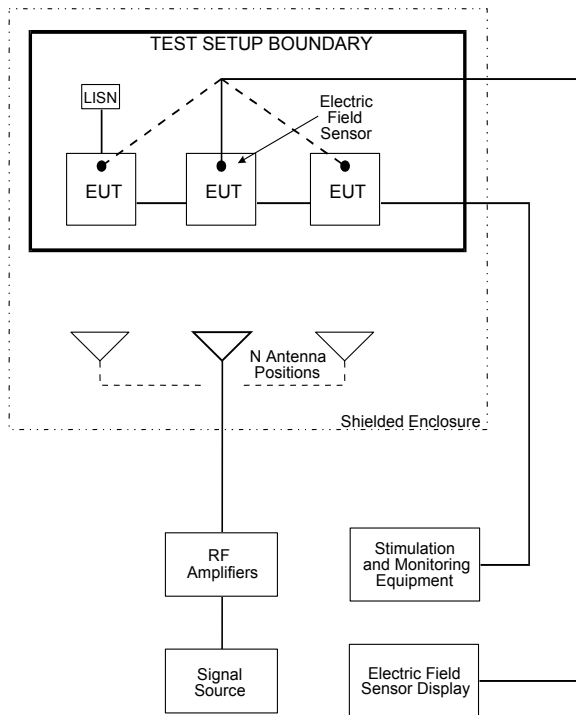 TEST SETUP BOUNDARY
LISN
Electric
Field
Sensor
EUT
EUT
EUT
N Antenna
Positions
Shielded Enclosure
RF
Amplifiers
Stimulation
and Monitoring
Equipment
Signal
Source
Electric Field
Sensor Display